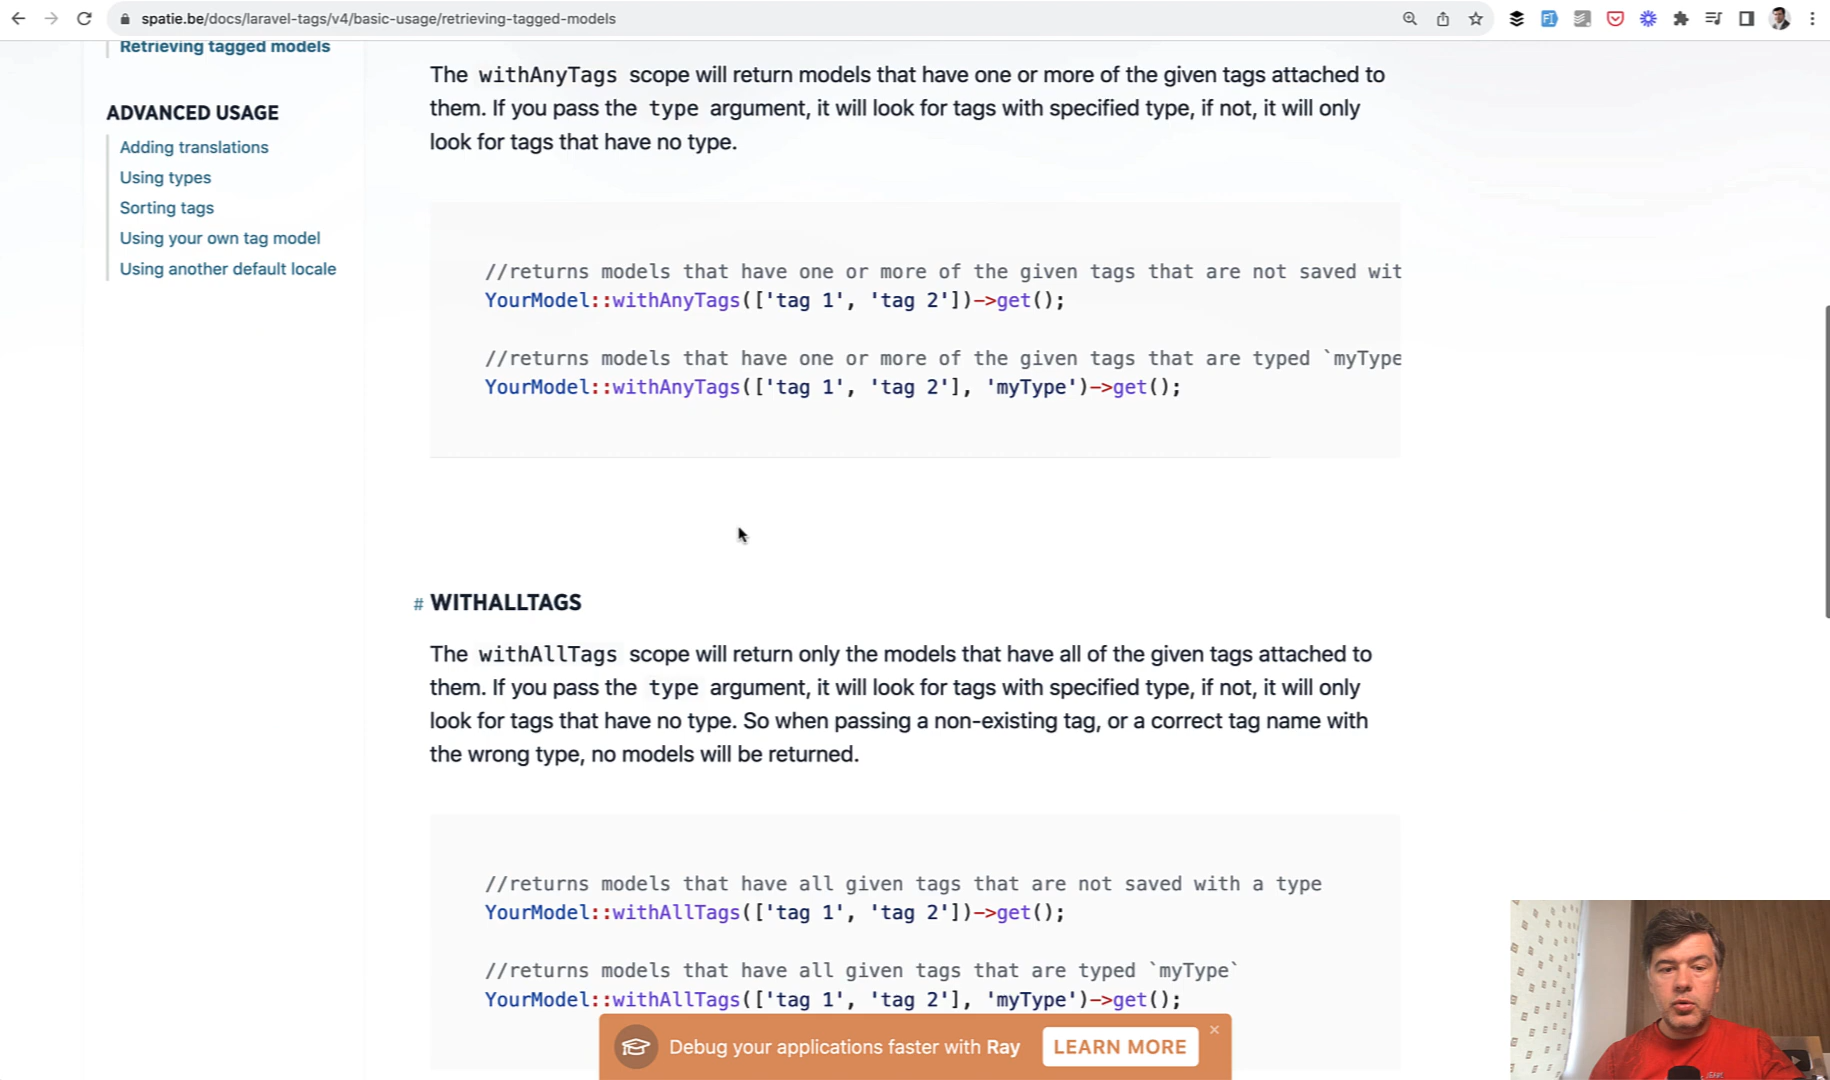 spatie.be/docs/laravel-tags/v4/basic-usage/retrieving-tagged-models
Retrieving tagged models
ADVANCED USAGE
Adding translations
Using types
Sorting tags
Using your own tag model
Using another default locale
The withAnyTags scope will return models that have one or more of the given tags attached to
them. If you pass the type argument, it will look for tags with specified type, if not, it will only
look for tags that have no type.
//returns models that have one or more of the given tags that are not saved wit
YourModel::withAnyTags(['tag 1', 'tag 2'])->get();
//returns models that have one or more of the given tags that are typed `myType
YourModel::withAnyTags(['tag 1', 'tag 2'], 'myType')->get();
# WITHALLTAGS
The withAllTags scope will return only the models that have all of the given tags attached to
them. If you pass the type argument, it will look for tags with specified type, if not, it will only
look for tags that have no type. So when passing a non-existing tag, or a correct tag name with
the wrong type, no models will be returned.
//returns models that have all given tags that are not saved with a type
YourModel::withAllTags(['tag 1', 'tag 2'])->get();
//returns models that have all given tags that are typed `myType`
YourModel::withAllTags(['tag 1', 'tag 2'], 'myType')->get();
Debug your applications faster with Ray
LEARN MORE